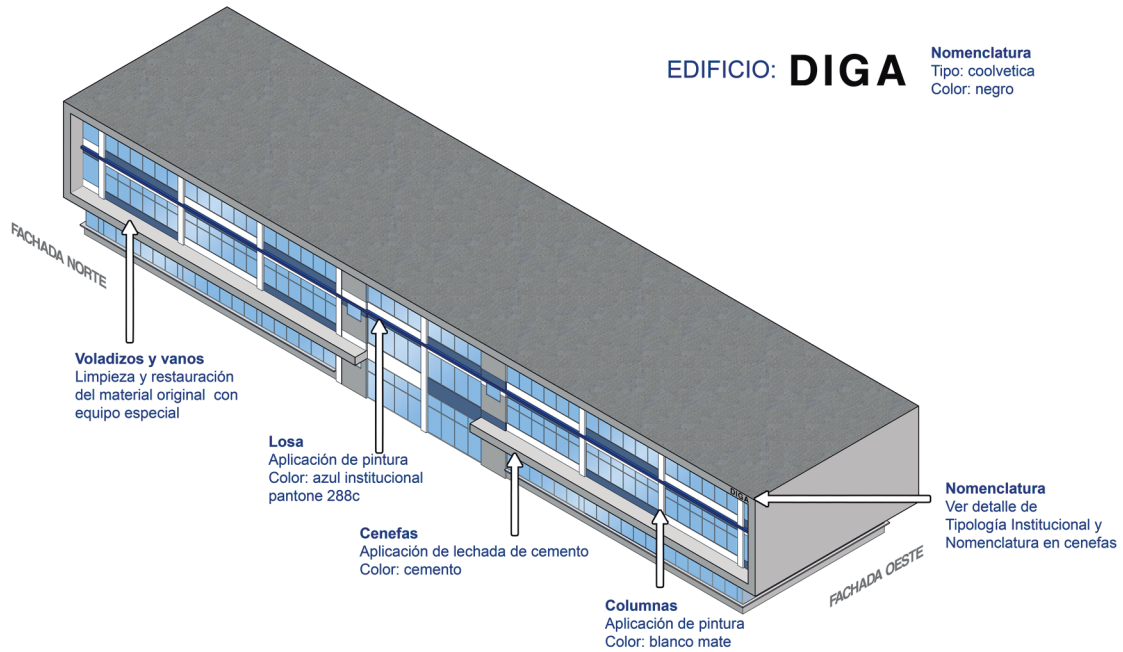 EDIFICIO: DIGA
Nomenclatura
Tipo: coolvetica
Color: negro
FACHADA NORTE
Voladizos y vanos
Limpieza y restauración
del material original con
equipo especial
Losa
Aplicación de pintura
Color: azul institucional
pantone 288c
Cenefas
Aplicación de lechada de cemento
Color: cemento
Columnas
Aplicación de pintura
Color: blanco mate
DIGA
Nomenclatura
Ver detalle de
Tipología Institucional y
Nomenclatura en cenefas
FACHADA OESTE